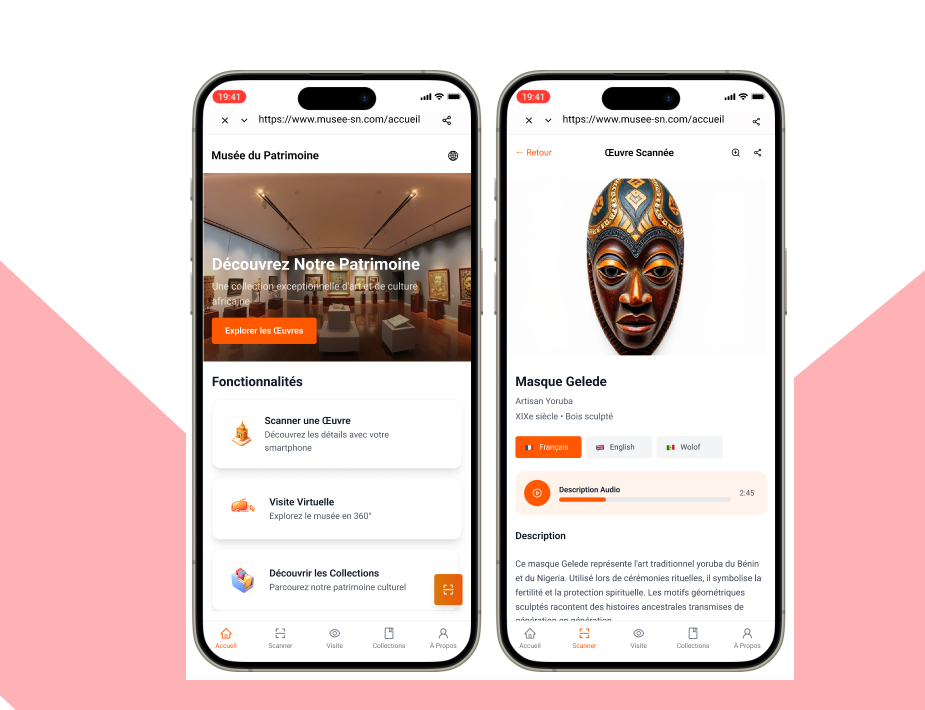 19:41
https://www.musee-sn.com/accueil
Musée du Patrimoine
Découvrez Notre Patrimoine
Une collection exceptionnelle d'art et de culture
africaine
Explorer les Œuvres
Fonctionnalités
Scanner une Œuvre
Découvrez les détails avec votre
smartphone
Visite Virtuelle
Explorez le musée en 360°
Découvrir les Collections
Parcourez notre patrimoine culturel
Accueil
Scanner
Visite
Collections
À Propos
19:41
https://www.musee-sn.com/accueil
← Retour
Œuvre Scannée
Masque Gelede
Artisan Yoruba
XIXe siècle • Bois sculpté
Français
English
Wolof
Description Audio
2:45
Description
Ce masque Gelede représente l'art traditionnel yoruba du Bénin
et du Nigeria. Utilisé lors de cérémonies rituelles, il symbolise la
fertilité et la protection spirituelle. Les motifs géométriques
sculptés racontent des histoires ancestrales transmises de
génération en génération
Accueil
Scanner
Visite
Collections
À Propos